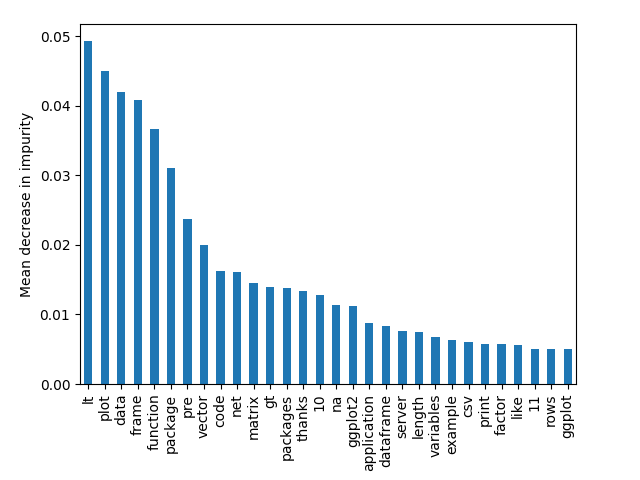 0.05
0.04
0.03
0.02
0.01
0.00
Mean decrease in impurity
lt
plot
data
frame
function
package
pre
vector
code
net
matrix
gt
packages
thanks
10
na
ggplot2
application
dataframe
server
length
variables
example
csv
print
factor
like
11
rows
ggplot